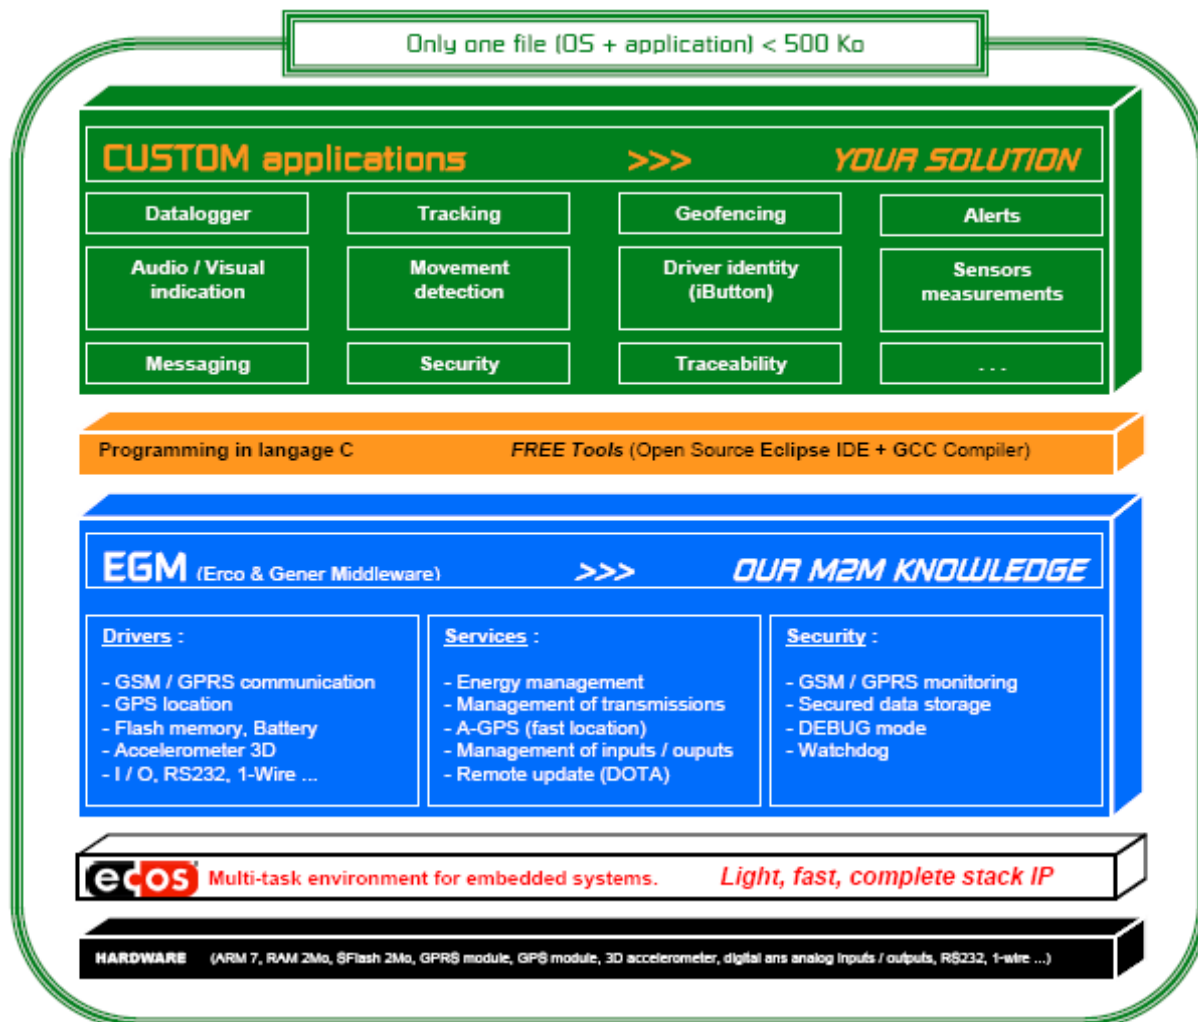 Only one file (OS + application) < 500 Ko
CUSTOM applications >>> YOUR SOLUTION
Datalogger Tracking Geofencing Alerts
Audio / Visual indication
Movement detection
Driver identity (iButton)
Sensors measurements
Messaging Security Traceability . . .
Programming in langage C FREE Tools (Open Source Eclipse IDE + GCC Compiler)
EGM (Erco & Gener Middleware) >>> OUR M2M KNOWLEDGE
Drivers :
- GSM / GPRS communication
- GPS location
- Flash memory, Battery
- Accelerometer 3D
- I / O, RS232, 1-Wire ...
Services :
- Energy management
- Management of transmissions
- A-GPS (fast location)
- Management of inputs / ouputs
- Remote update (DOTA)
Security :
- GSM / GPRS monitoring
- Secured data storage
- DEBUG mode
- Watchdog
ecos Multi-task environment for embedded systems. Light, fast, complete stack IP
HARDWARE (ARM 7, RAM 2Mo, SFlash 2Mo, GPRS module, GPS module, 3D accelerometer, digital ans analog inputs / outputs, RS232, 1-wire ...)